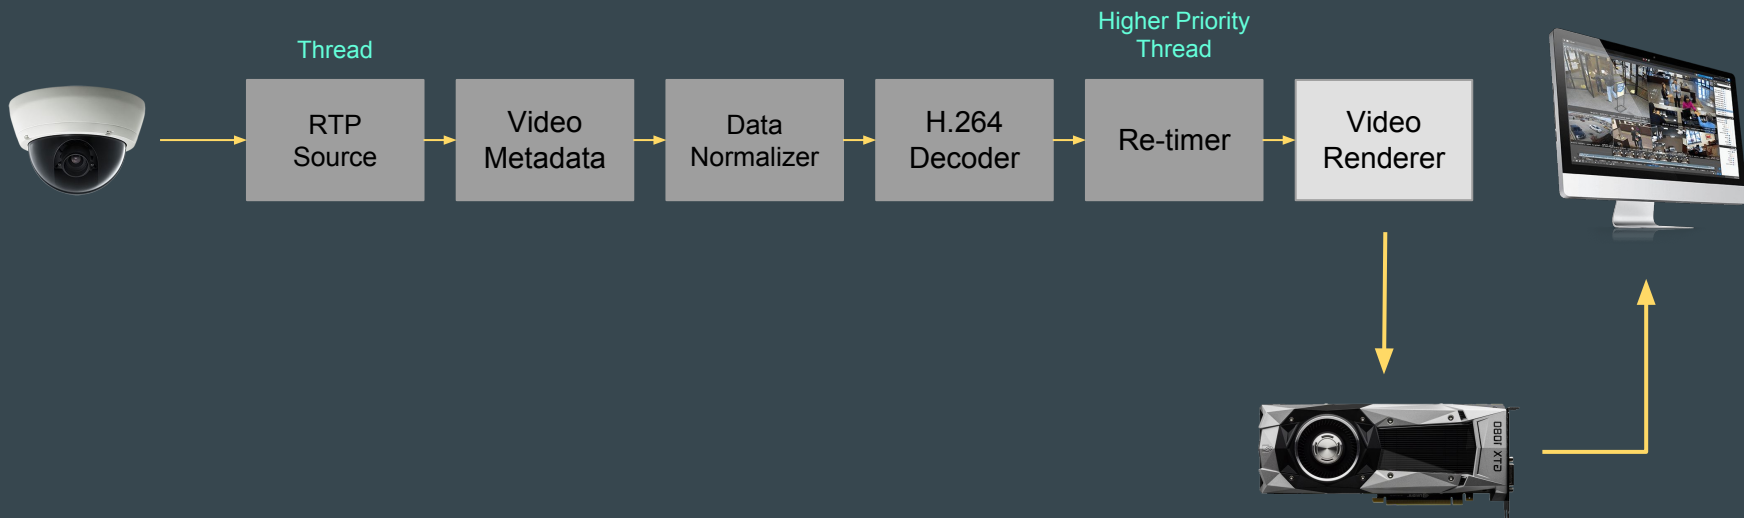 Thread
Higher Priority
Thread
RTP
Source
Video
Metadata
Data
Normalizer
H.264
Decoder
Re-timer
Video
Renderer
GTX 1080